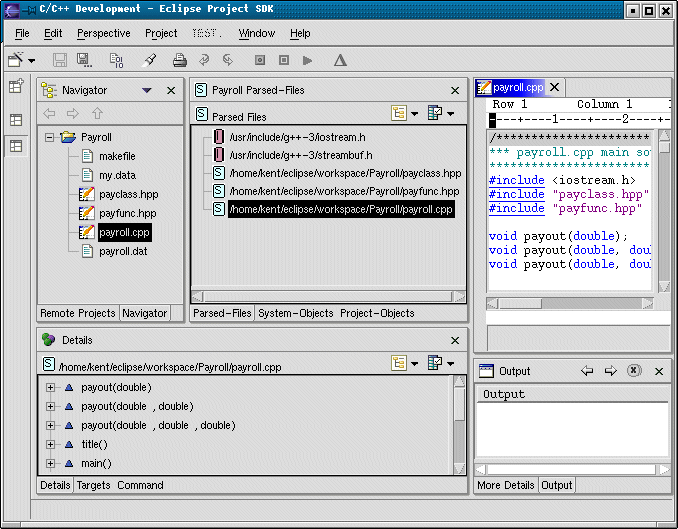 C/C++ Development - Eclipse Project SDK
File Edit Perspective Project TEST. Window Help
Navigator
Payroll
makefile
my.data
payclass.hpp
payfunc.hpp
payroll.cpp
payroll.dat
Remote Projects Navigator
Payroll Parsed-Files
Parsed Files
/usr/include/g++-3/iostream.h
/usr/include/g++-3/streambuf.h
/home/kent/eclipse/workspace/Payroll/payclass.hpp
/home/kent/eclipse/workspace/Payroll/payfunc.hpp
/home/kent/eclipse/workspace/Payroll/payroll.cpp
Parsed-Files System-Objects Project-Objects
payroll.cpp
Row 1 Column 1
----+----1----+----2----
/***********************
*** payroll.cpp main so
***********************
#include <iostream.h>
#include "payclass.hpp"
#include "payfunc.hpp"
void payout(double);
void payout(double, dou
void payout(double, dou
Details
/home/kent/eclipse/workspace/Payroll/payroll.cpp
payout(double)
payout(double ,double)
payout(double ,double ,double)
title()
main()
Details Targets Command
Output
Output
More Details Output